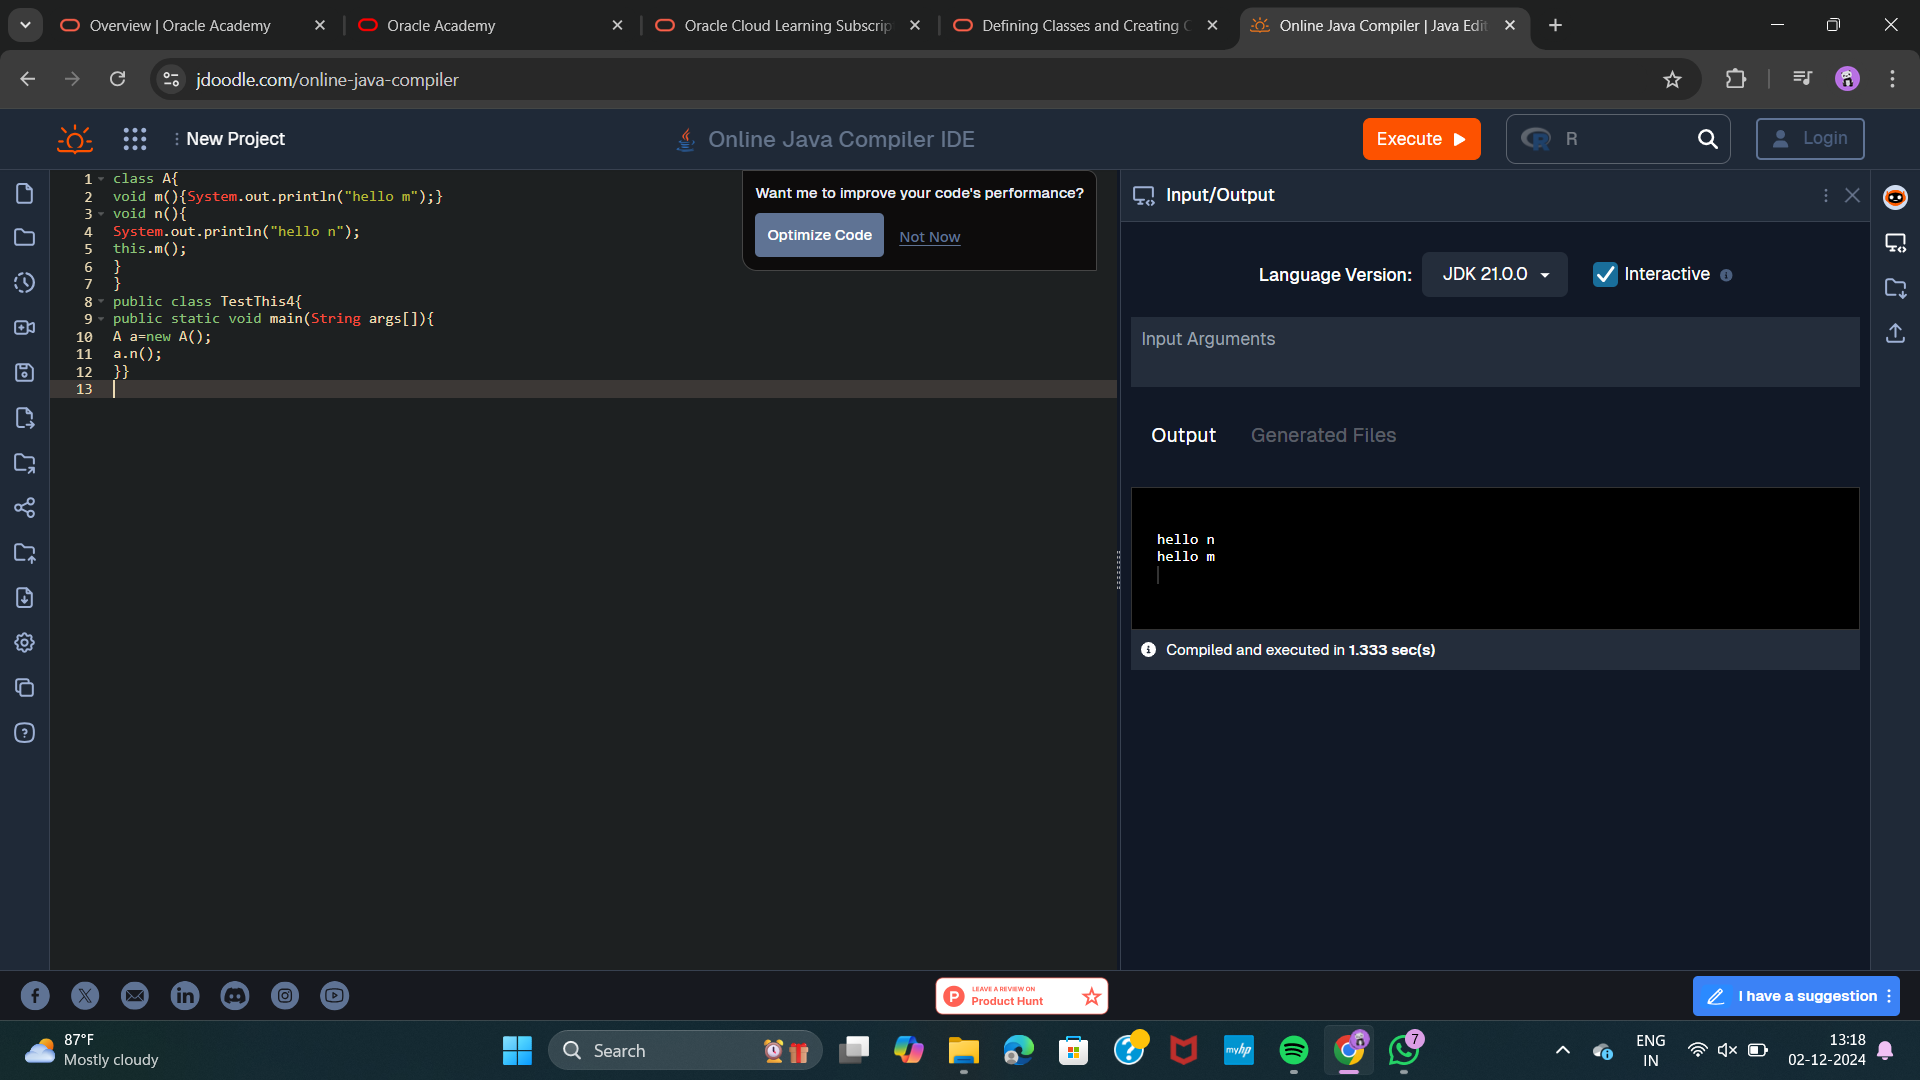 Overview | Oracle Academy
Oracle Academy
Oracle Cloud Learning Subscrip
Defining Classes and Creating
Online Java Compiler | Java Edit
jdoodle.com/online-java-compiler
New Project
Online Java Compiler IDE
Execute
R
Login
1 class A{
2 void m(){System.out.println("hello m");}
3 void n(){
4 System.out.println("hello n");
5 this.m();
6 }
7 }
8 public class TestThis4{
9 public static void main(String args[]){
10 A a=new A();
11 a.n();
12 }}
13
Want me to improve your code's performance?
Optimize Code
Not Now
Input/Output
Language Version:
JDK 21.0.0
Interactive
Input Arguments
Output
Generated Files
hello n
hello m
Compiled and executed in 1.333 sec(s)
LEAVE A REVIEW ON
Product Hunt
I have a suggestion
87°F
Mostly cloudy
Search
myhp
7
ENG
IN
13:18
02-12-2024